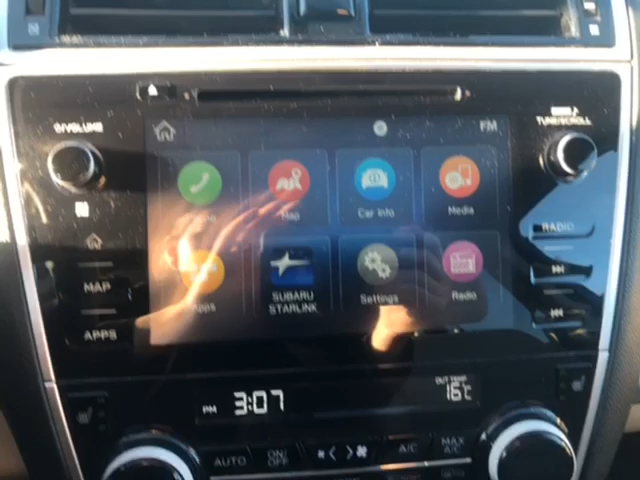 FM
TUNE/SCROLL
⏻/VOLUME
Map
Car Info
Media
RADIO
MAP
Apps
SUBARU
STARLINK
Settings
Radio
APPS
PM 3:07
OUT TEMP
16°C
AUTO
ON/
OFF
A/C
MAX
A/C